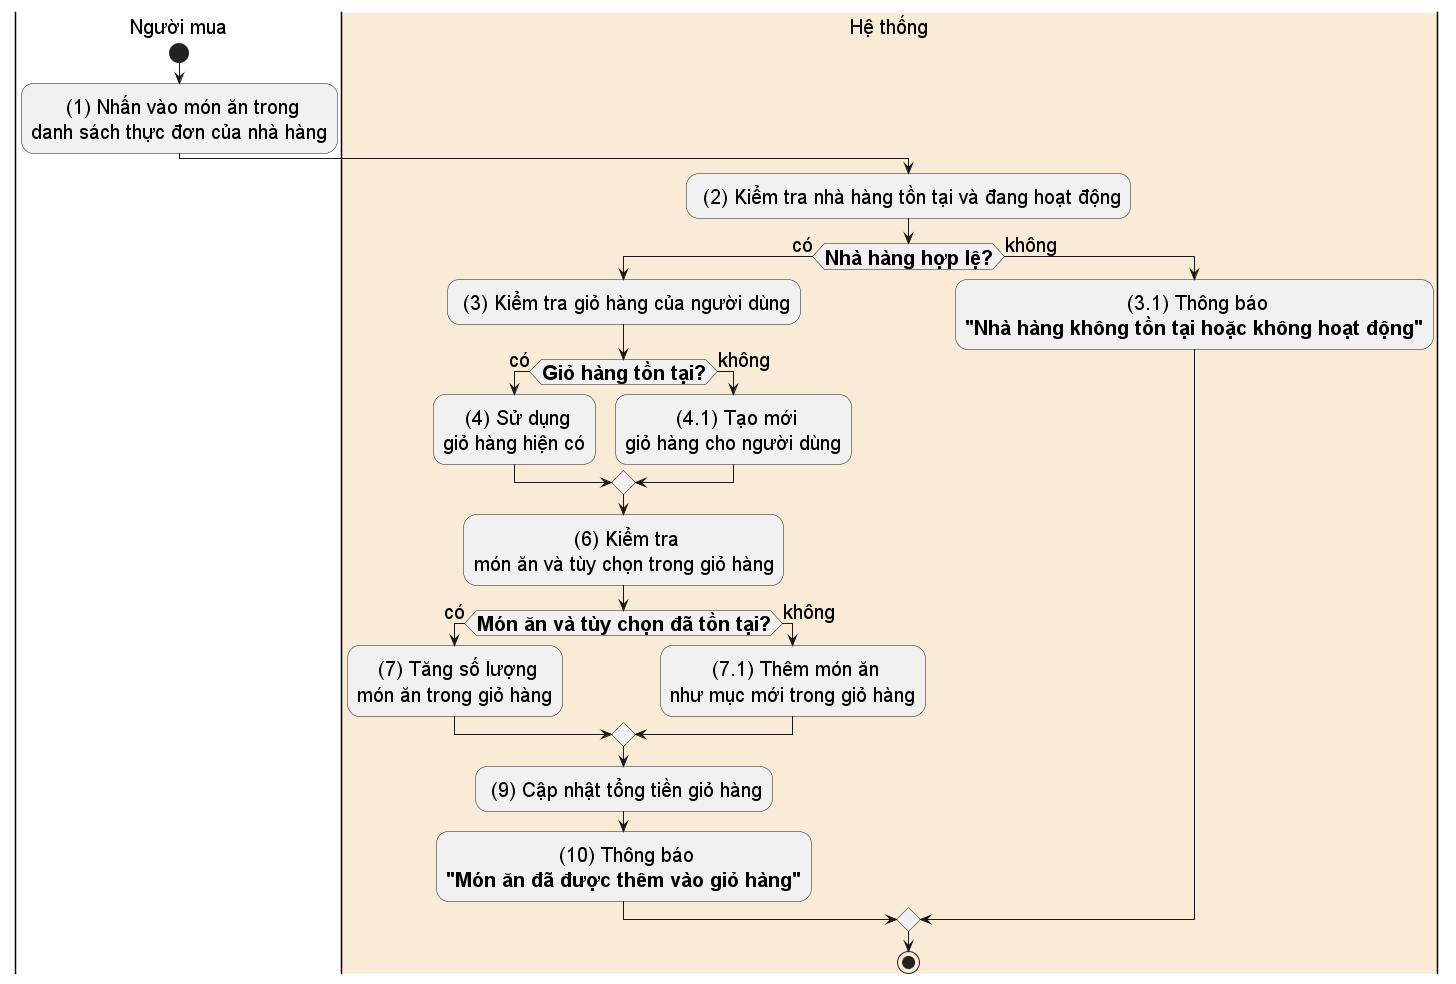 Người mua
Hệ thống
(1) Nhấn vào món ăn trong
danh sách thực đơn của nhà hàng
(2) Kiểm tra nhà hàng tồn tại và đang hoạt động
có
Nhà hàng hợp lệ?
không
(3) Kiểm tra giỏ hàng của người dùng
(3.1) Thông báo
"Nhà hàng không tồn tại hoặc không hoạt động"
có
Giỏ hàng tồn tại?
không
(4) Sử dụng
giỏ hàng hiện có
(4.1) Tạo mới
giỏ hàng cho người dùng
(6) Kiểm tra
món ăn và tùy chọn trong giỏ hàng
có
Món ăn và tùy chọn đã tồn tại?
không
(7) Tăng số lượng
món ăn trong giỏ hàng
(7.1) Thêm món ăn
như mục mới trong giỏ hàng
(9) Cập nhật tổng tiền giỏ hàng
(10) Thông báo
"Món ăn đã được thêm vào giỏ hàng"